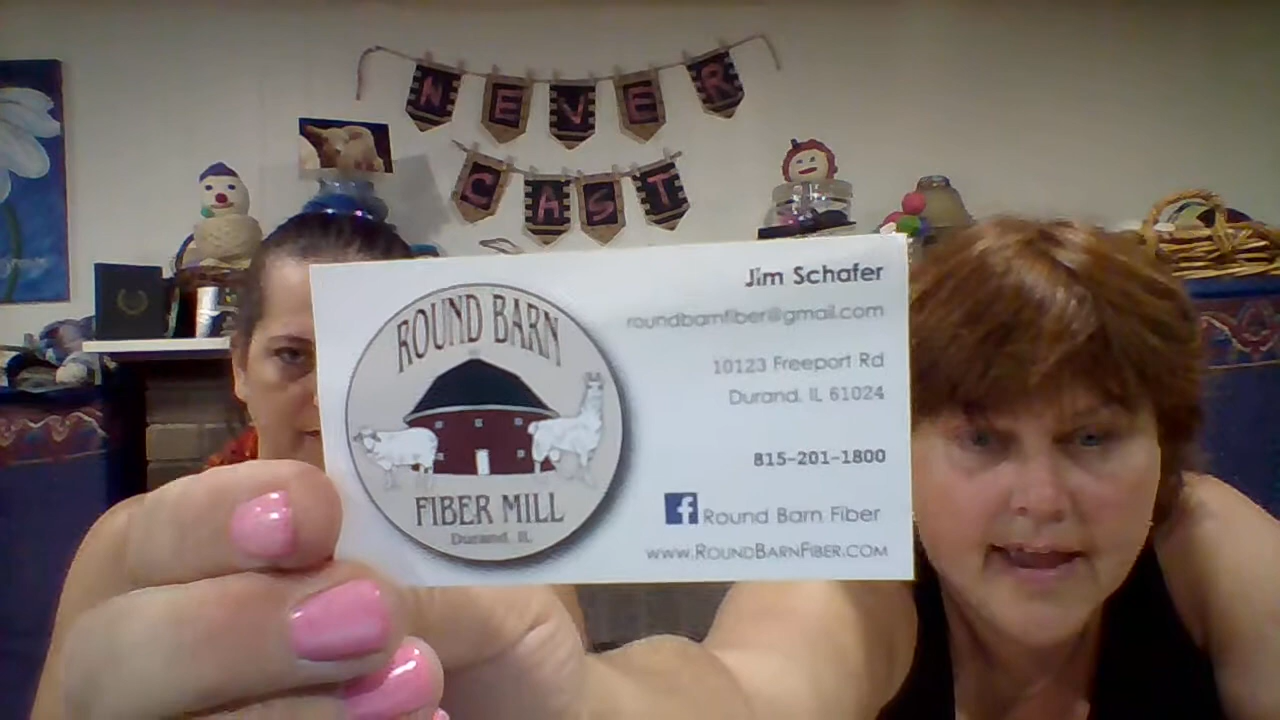 NEVER
CAST
ROUND BARN
FIBER MILL
Durand, IL
Jim Schafer
roundbarnfiber@gmail.com
10123 Freeport Rd
Durand, IL 61024
815-201-1800
f Round Barn Fiber
www.RoundBarnFiber.com